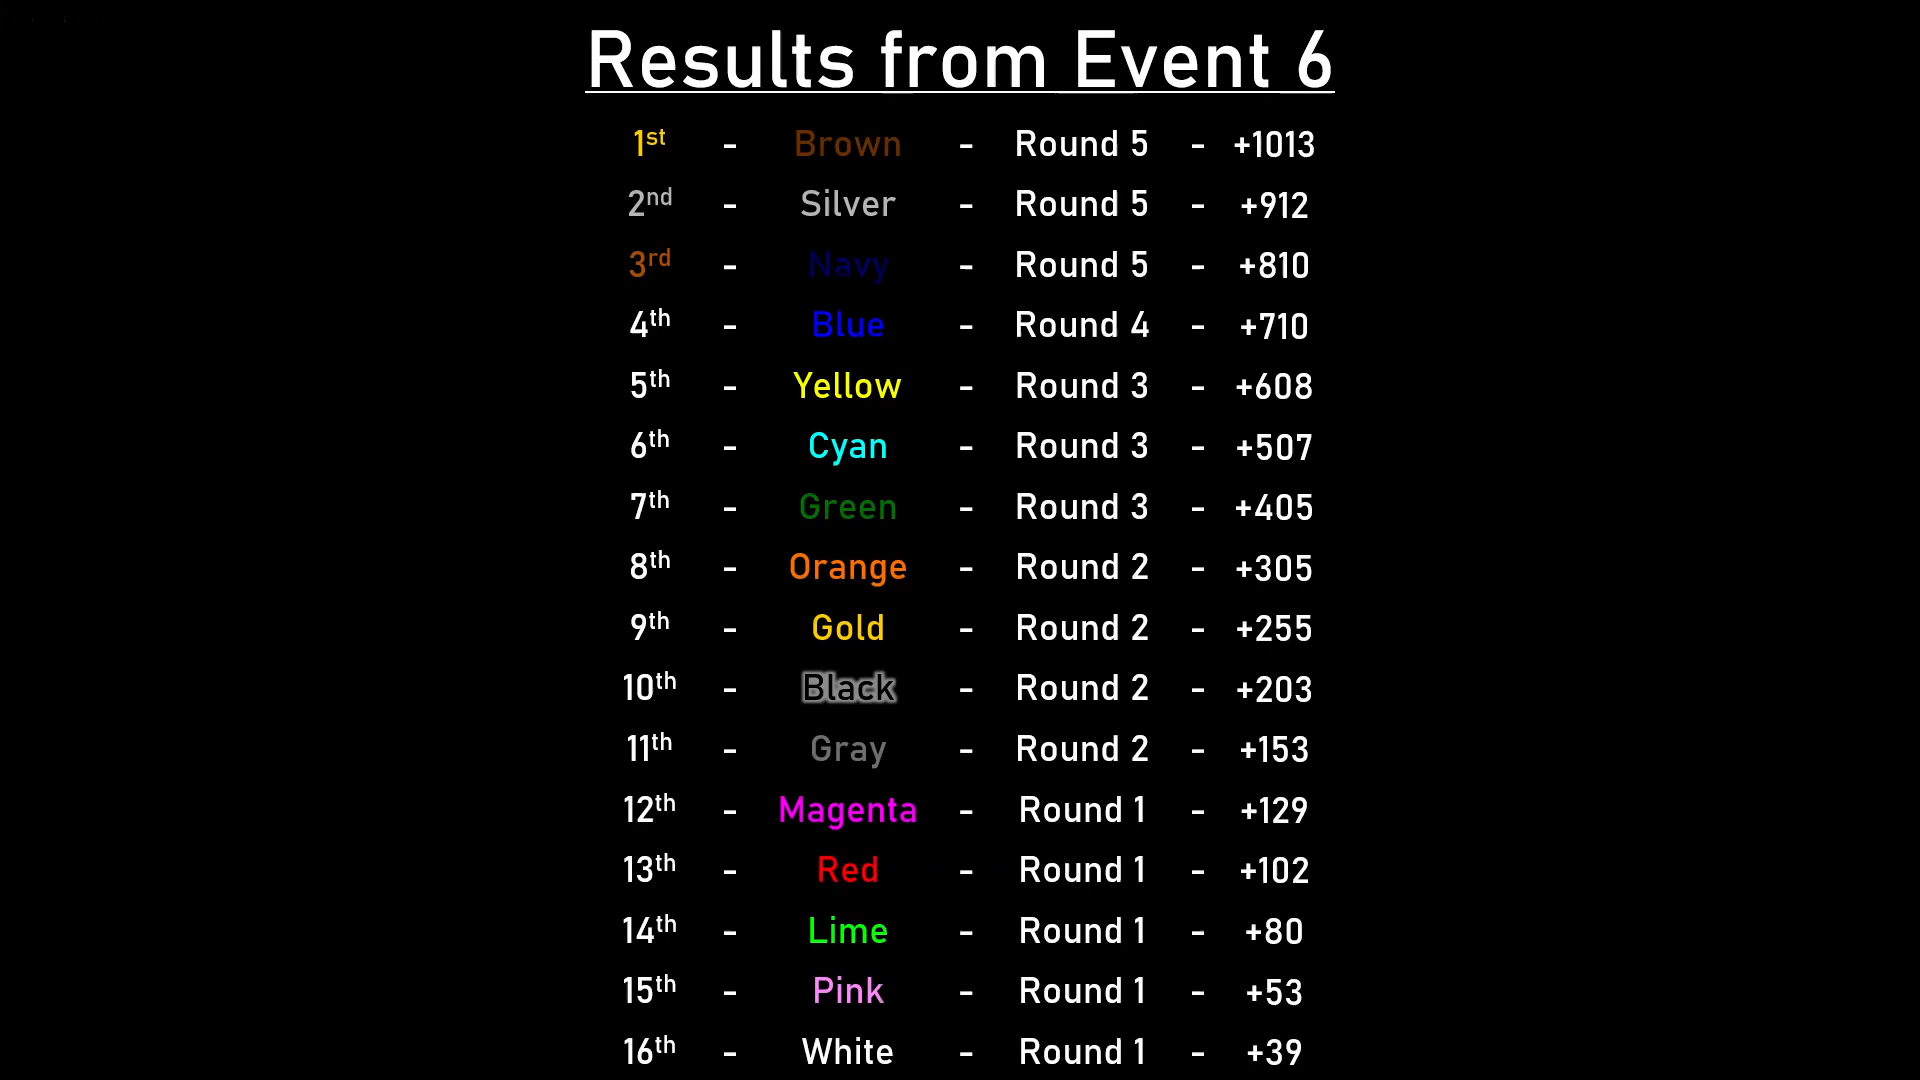 Results from Event 6
1st - Brown - Round 5 - +1013
2nd - Silver - Round 5 - +912
3rd - Navy - Round 5 - +810
4th - Blue - Round 4 - +710
5th - Yellow - Round 3 - +608
6th - Cyan - Round 3 - +507
7th - Green - Round 3 - +405
8th - Orange - Round 2 - +305
9th - Gold - Round 2 - +255
10th - Black - Round 2 - +203
11th - Gray - Round 2 - +153
12th - Magenta - Round 1 - +129
13th - Red - Round 1 - +102
14th - Lime - Round 1 - +80
15th - Pink - Round 1 - +53
16th - White - Round 1 - +39